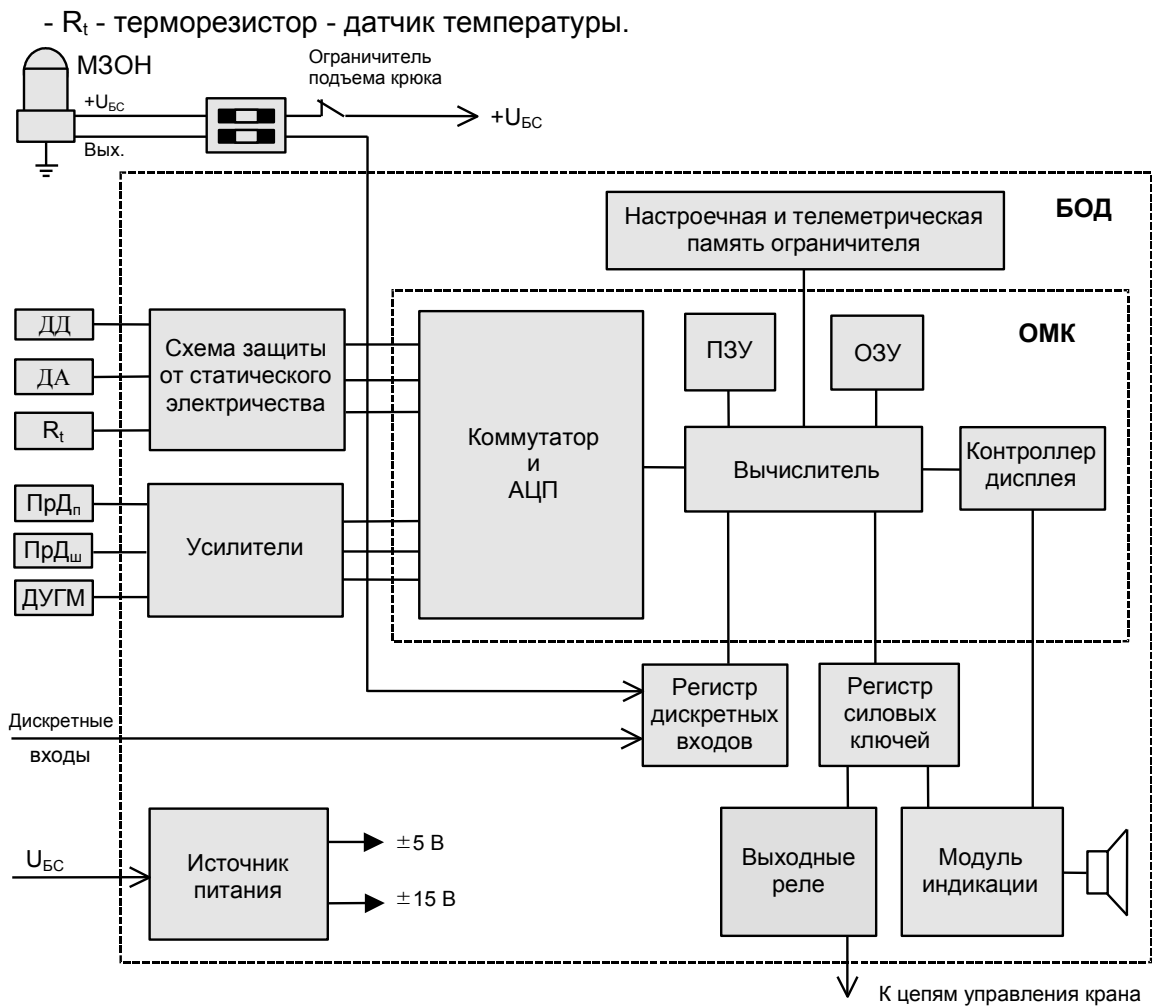 - Rt - терморезистор - датчик температуры.
МЗОН
Ограничитель
подъема крюка
+UБС
+UБС
Вых.
БОД
Настроечная и телеметрическая
память ограничителя
ОМК
ДД
ДА
Rt
Схема защиты
от статического
электричества
ПЗУ
ОЗУ
Коммутатор
и
АЦП
Вычислитель
Контроллер
дисплея
ПрДп
ПрДш
ДУГМ
Усилители
Регистр
дискретных
входов
Регистр
силовых
ключей
Дискретные
входы
UБС
Источник
питания
±5 В
±15 В
Выходные
реле
Модуль
индикации
К цепям управления крана